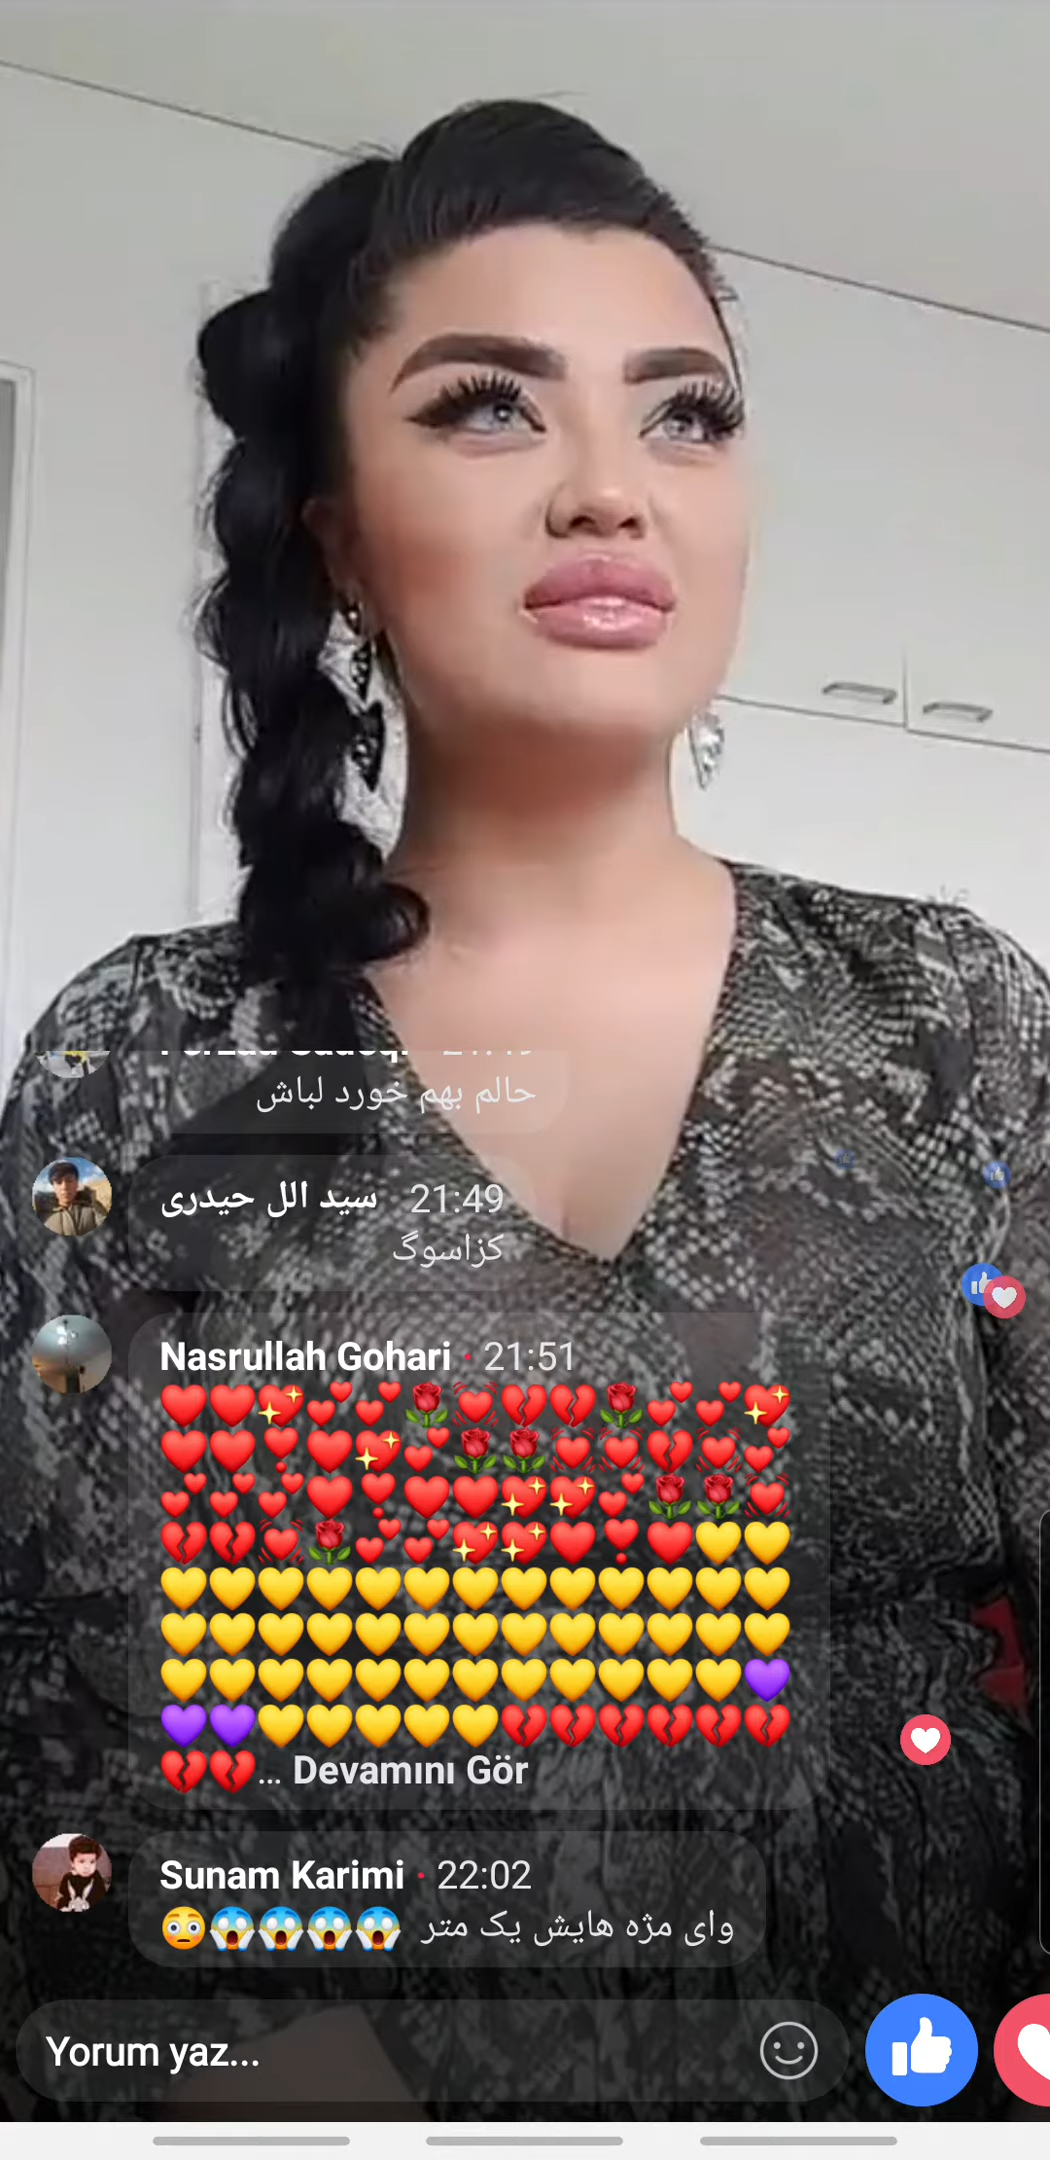 حالم بهم خورد لباش
سید الل حیدری 21:49
کزاسوگ
Nasrullah Gohari · 21:51
... Devamını Gör
Sunam Karimi · 22:02
وای مژه هایش یک متر
Yorum yaz...